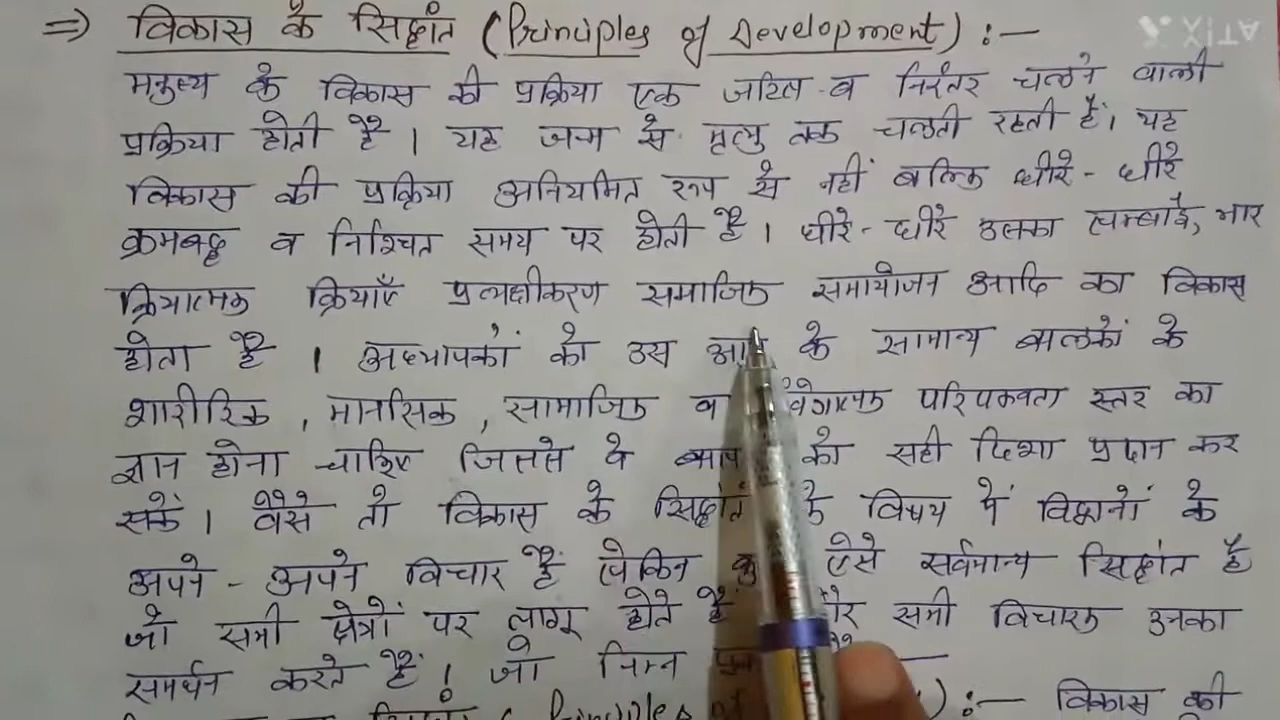 ⇒ विकास के सिद्धांत (Principles of Development) :—
मनुष्य के विकास की प्रक्रिया एक जटिल व निरंतर चलने वाली
प्रक्रिया होती है । यह जन्म से मृत्यु तक चलती रहती है। यह
विकास की प्रक्रिया अनियमित रूप से नहीं बल्कि धीरे - धीरे
क्रमबद्ध व निश्चित समय पर होती है । धीरे - धीरे उसका लम्बाई, भार
क्रियात्मक क्रियाएँ प्रत्यक्षीकरण समाजिक समायोजन आदि का विकास
होता है । अध्यापकों को उस के सामान्य बालकों के
शारीरिक , मानसिक , सामाजिक व परिपक्वता स्तर का
ज्ञान होना चाहिए जिससे वे को सही दिशा प्रदान कर
सकें। वैसे तो विकास के सिद्धांतों के विषय में विद्वानों के
अपने - अपने विचार हैं लेकिन ऐसे सर्वमान्य सिद्धांत है
जो सभी क्षेत्रों पर लागू होते हैं और सभी विचारक उनका
समर्थन करते हैं । जो निम्न
Principles of ) :— विकास की